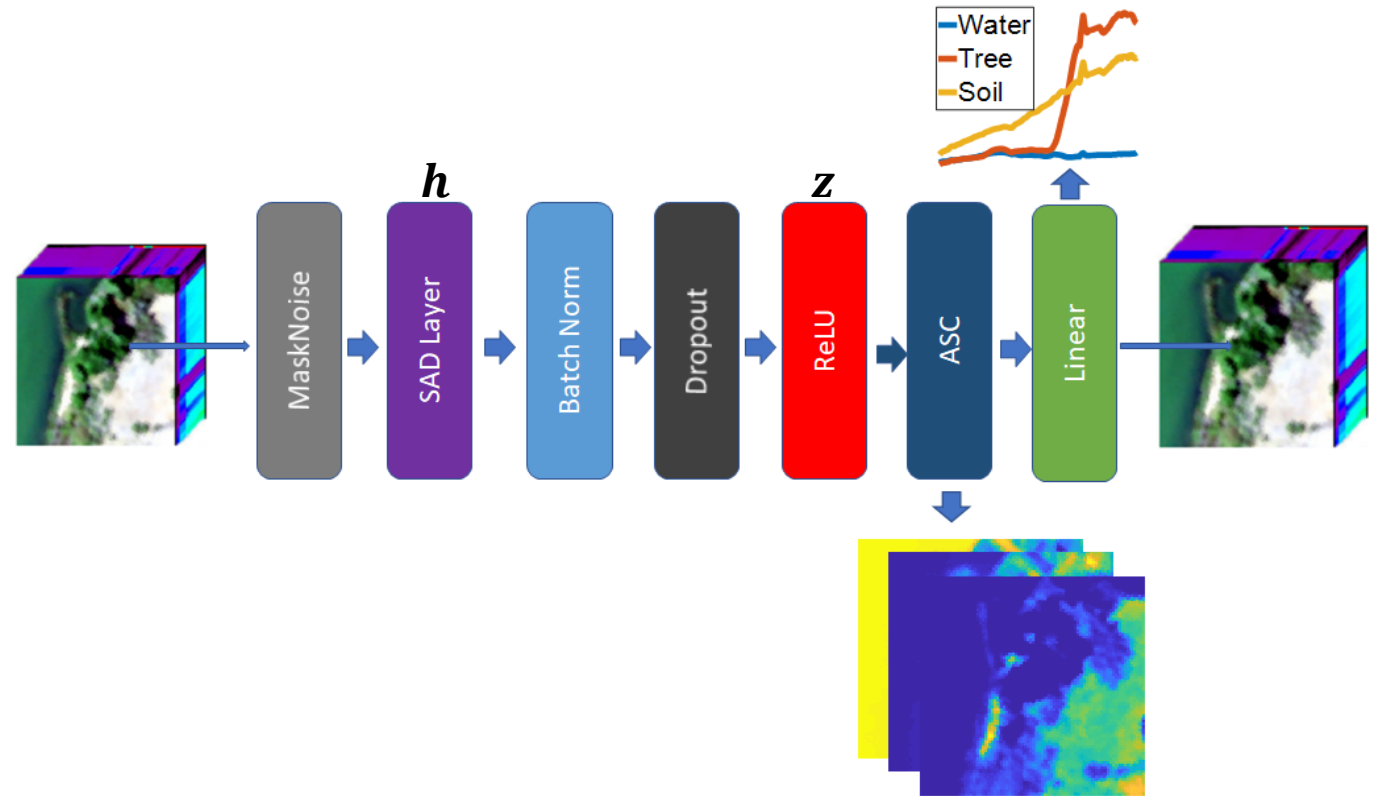 Water
Tree
Soil
h
z
MaskNoise
SAD Layer
Batch Norm
Dropout
ReLU
ASC
Linear